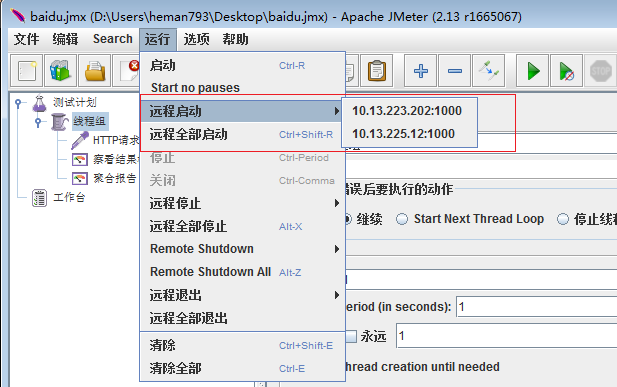 baidu.jmx (D:\Users\heman793\Desktop\baidu.jmx) - Apache JMeter (2.13 r1665067)
文件 编辑 Search 运行 选项 帮助
启动 Ctrl-R
Start no pauses
远程启动
10.13.223.202:1000
10.13.225.12:1000
远程全部启动 Ctrl+Shift-R
停止 Ctrl-Period
关闭 Ctrl-Comma
远程停止
远程全部停止 Alt-X
Remote Shutdown
Remote Shutdown All Alt-Z
远程退出
远程全部退出
清除 Ctrl+Shift-E
清除全部 Ctrl-E
测试计划
线程组
HTTP请求
察看结果
聚合报告
工作台
错误后要执行的动作
继续 Start Next Thread Loop 停止线
eriod (in seconds): 1
永远 1
hread creation until needed